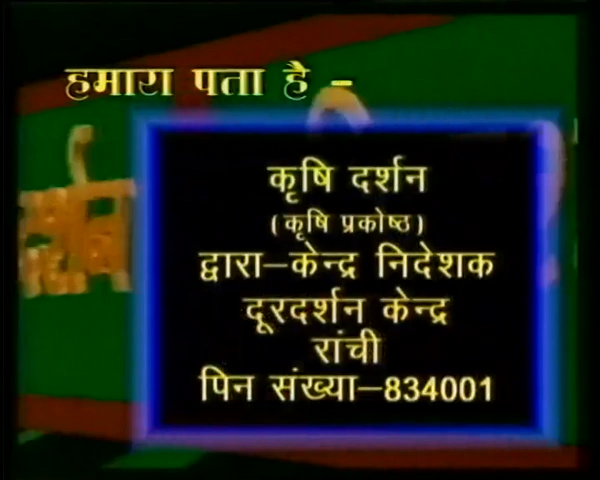 हमारा पता है -
कृषि दर्शन
(कृषि प्रकोष्ठ)
द्वारा-केन्द्र निदेशक
दूरदर्शन केन्द्र
रांची
पिन संख्या-834001